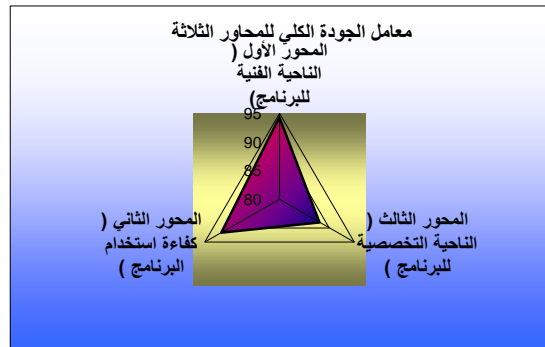 معامل الجودة الكلي للمحاور الثلاثة
المحور الأول (
الناحية الفنية
للبرنامج)
95
90
85
80
المحور الثالث (
الناحية التخصصية
للبرنامج )
المحور الثاني (
كفاءة استخدام
البرنامج )